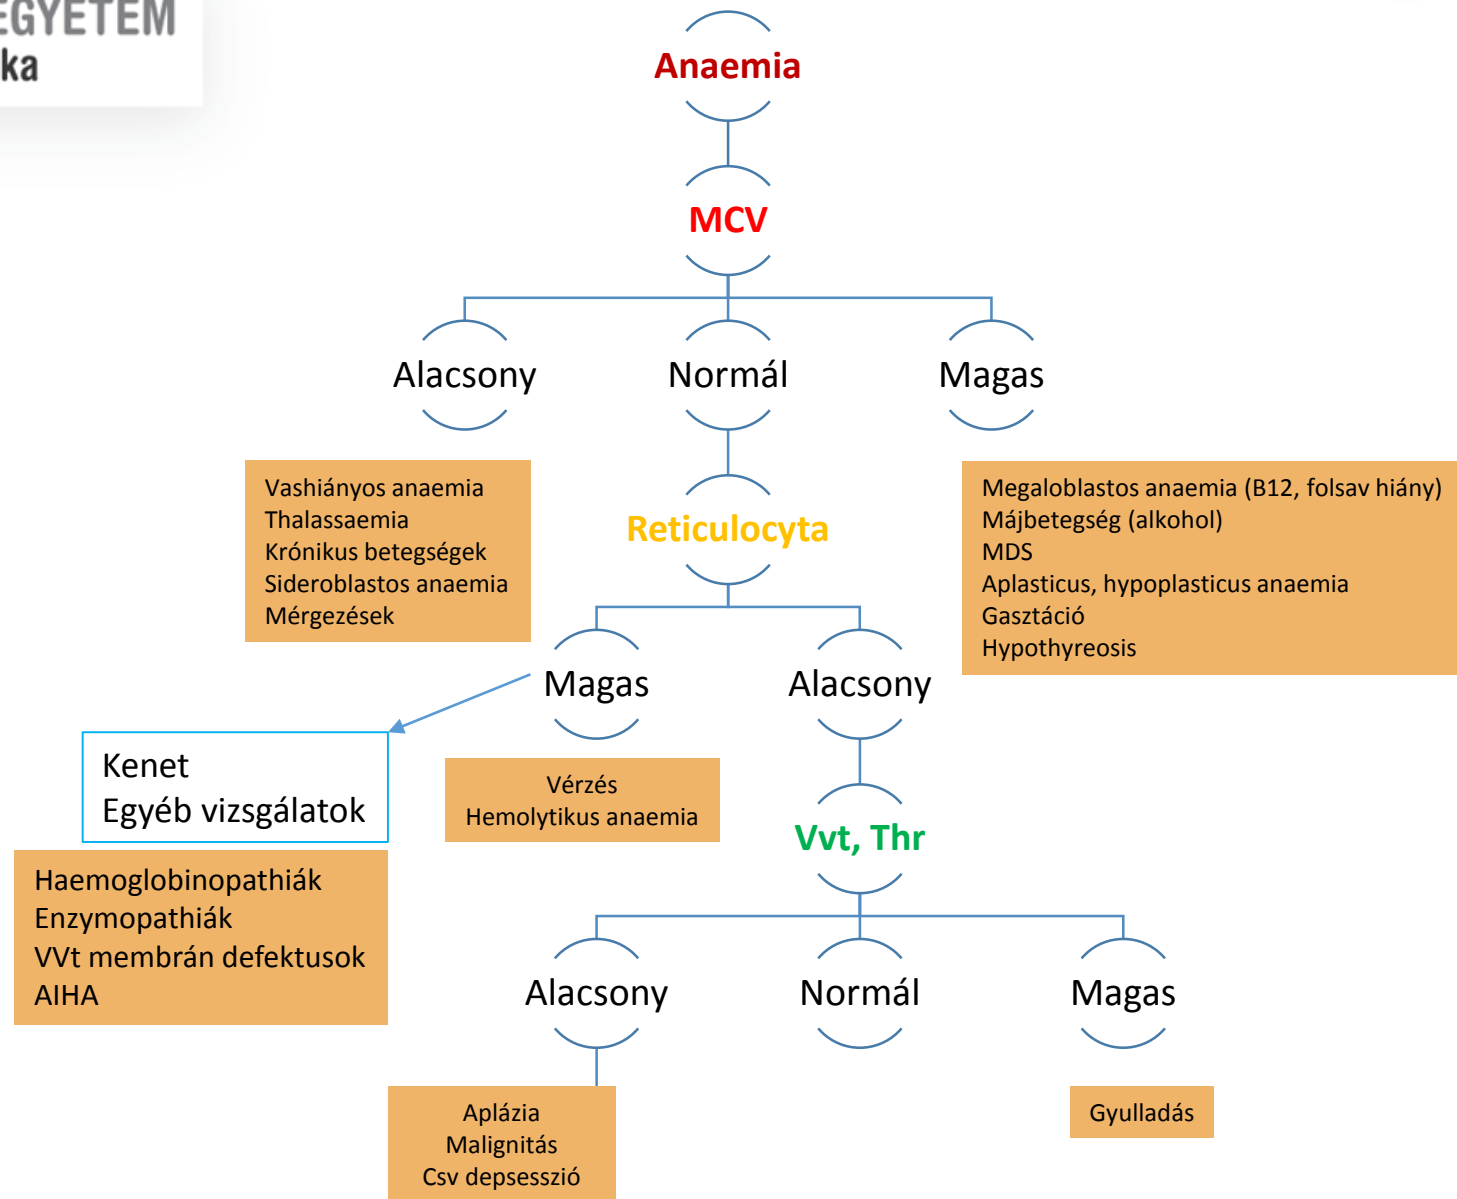 EGYETEM
ka
Anaemia
MCV
Alacsony
Normál
Magas
Vashiányos anaemia
Thalassaemia
Krónikus betegségek
Sideroblastos anaemia
Mérgezések
Reticulocyta
Megaloblastos anaemia (B12, folsav hiány)
Májbetegség (alkohol)
MDS
Aplasticus, hypoplasticus anaemia
Gasztáció
Hypothyreosis
Magas
Alacsony
Kenet
Egyéb vizsgálatok
Vérzés
Hemolytikus anaemia
Vvt, Thr
Haemoglobinopathiák
Enzymopathiák
VVt membrán defektusok
AIHA
Alacsony
Normál
Magas
Aplázia
Malignitás
Csv depsesszió
Gyulladás